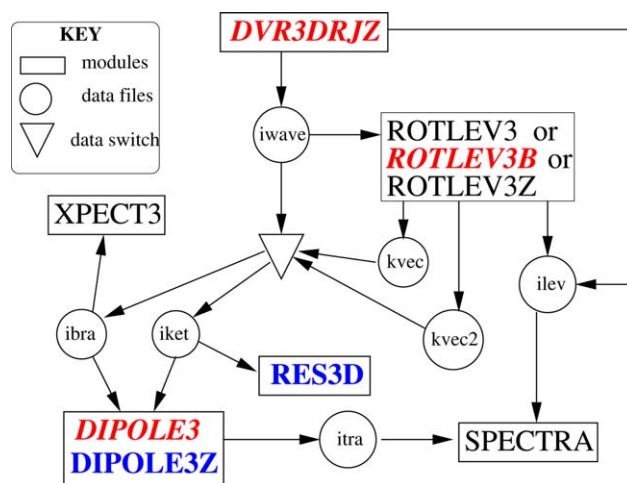 KEY
modules
data files
data switch
DVR3DRJZ
iwave
ROTLEV3 or
ROTLEV3B or
ROTLEV3Z
XPECT3
kvec
ilev
ibra
iket
kvec2
RES3D
DIPOLE3
DIPOLE3Z
itra
SPECTRA